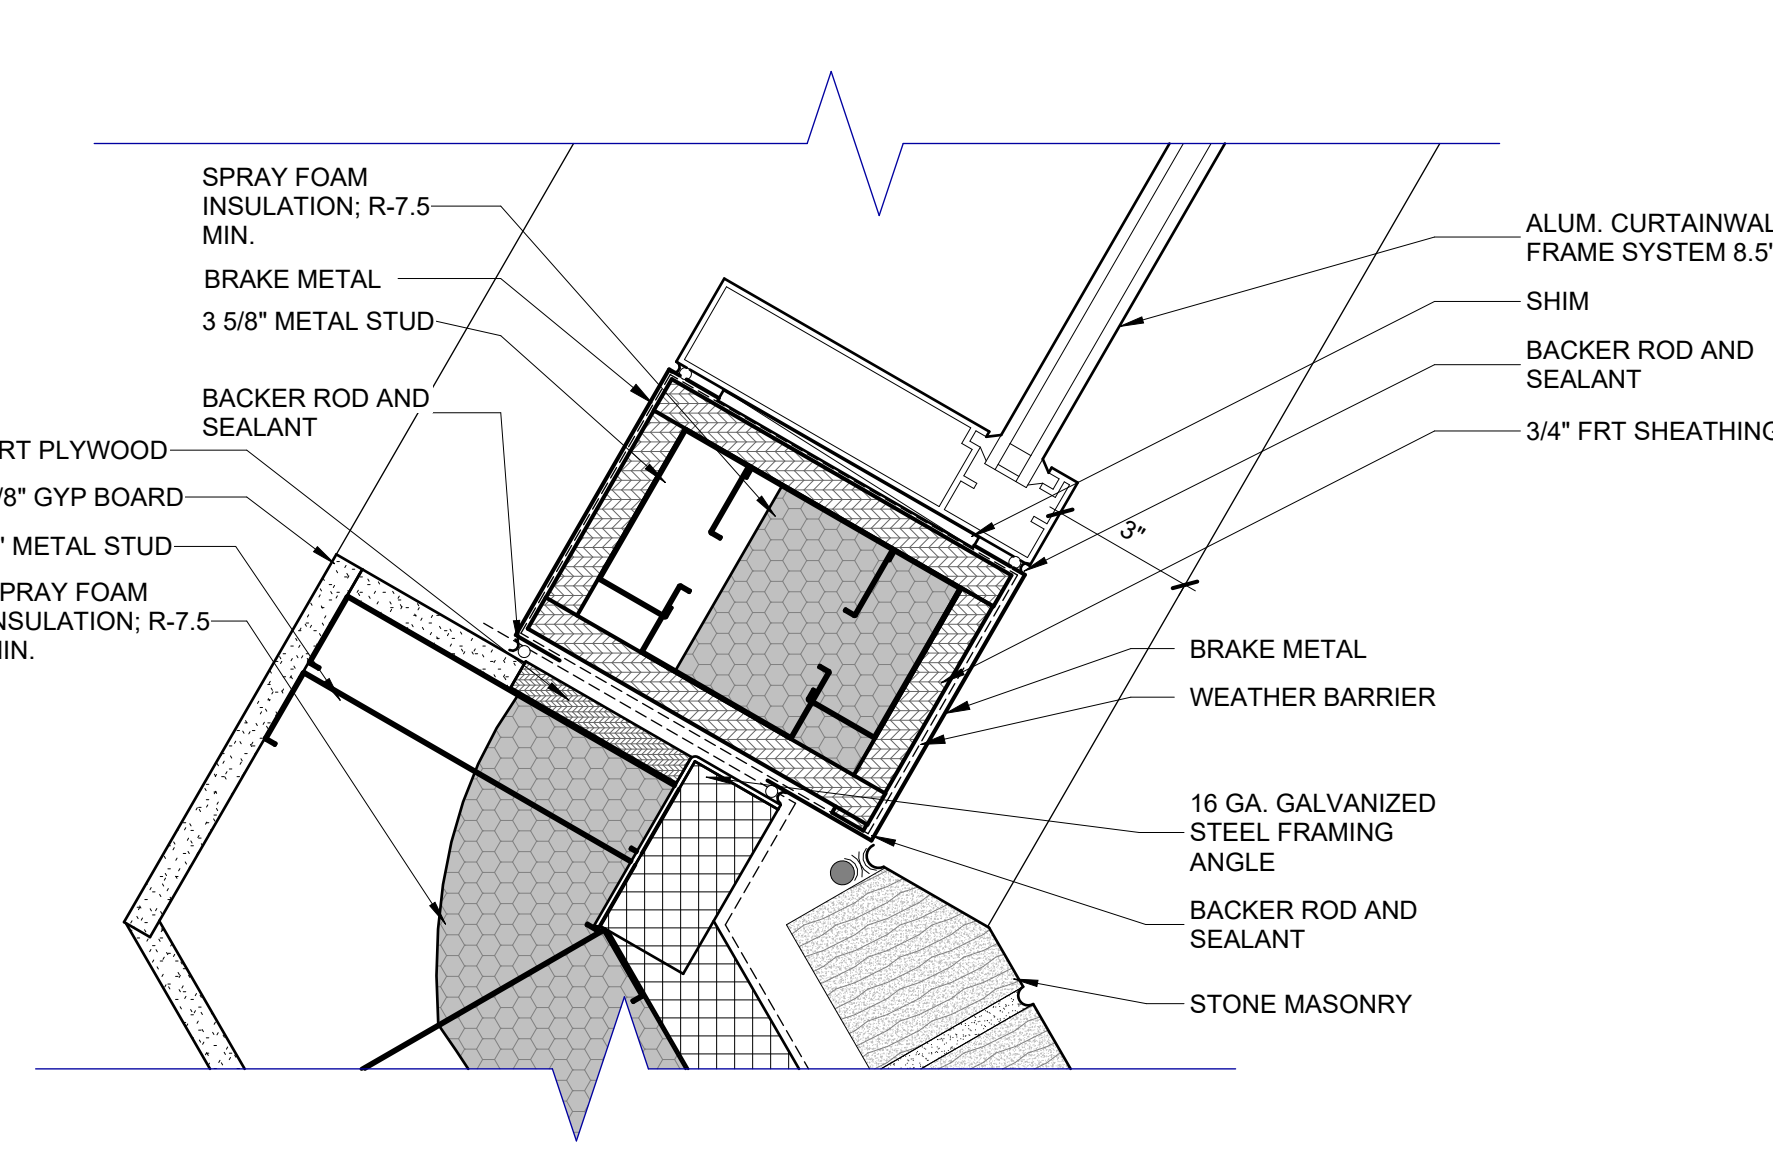 SPRAY FOAM
INSULATION; R-7.5
MIN.
BRAKE METAL
3 5/8" METAL STUD
BACKER ROD AND
SEALANT
RT PLYWOOD
/8" GYP BOARD
" METAL STUD
PRAY FOAM
NSULATION; R-7.5
IN.
ALUM. CURTAINWAL
FRAME SYSTEM 8.5"
SHIM
BACKER ROD AND
SEALANT
3/4" FRT SHEATHING
3"
BRAKE METAL
WEATHER BARRIER
16 GA. GALVANIZED
STEEL FRAMING
ANGLE
BACKER ROD AND
SEALANT
STONE MASONRY